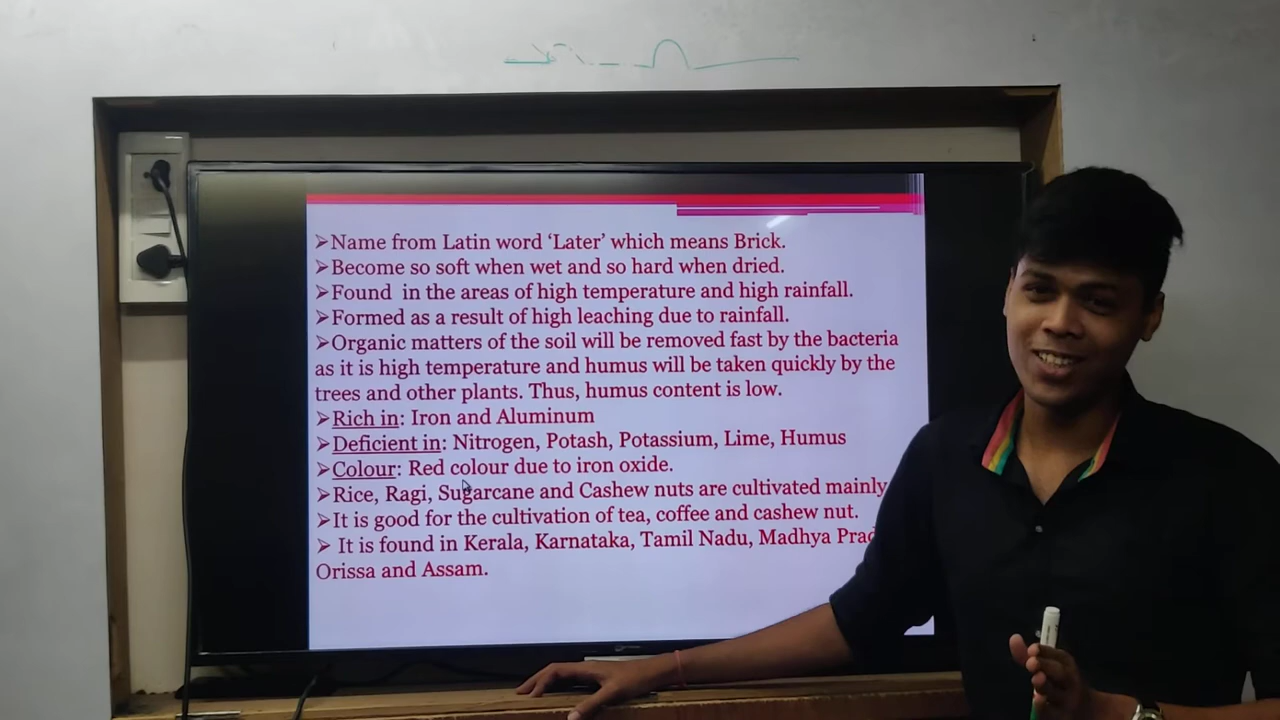 ➢Name from Latin word ‘Later’ which means Brick.
➢Become so soft when wet and so hard when dried.
➢Found in the areas of high temperature and high rainfall.
➢Formed as a result of high leaching due to rainfall.
➢Organic matters of the soil will be removed fast by the bacteria
as it is high temperature and humus will be taken quickly by the
trees and other plants. Thus, humus content is low.
➢Rich in: Iron and Aluminum
➢Deficient in: Nitrogen, Potash, Potassium, Lime, Humus
➢Colour: Red colour due to iron oxide.
➢Rice, Ragi, Sugarcane and Cashew nuts are cultivated mainly
➢It is good for the cultivation of tea, coffee and cashew nut.
➢ It is found in Kerala, Karnataka, Tamil Nadu, Madhya Prad
Orissa and Assam.